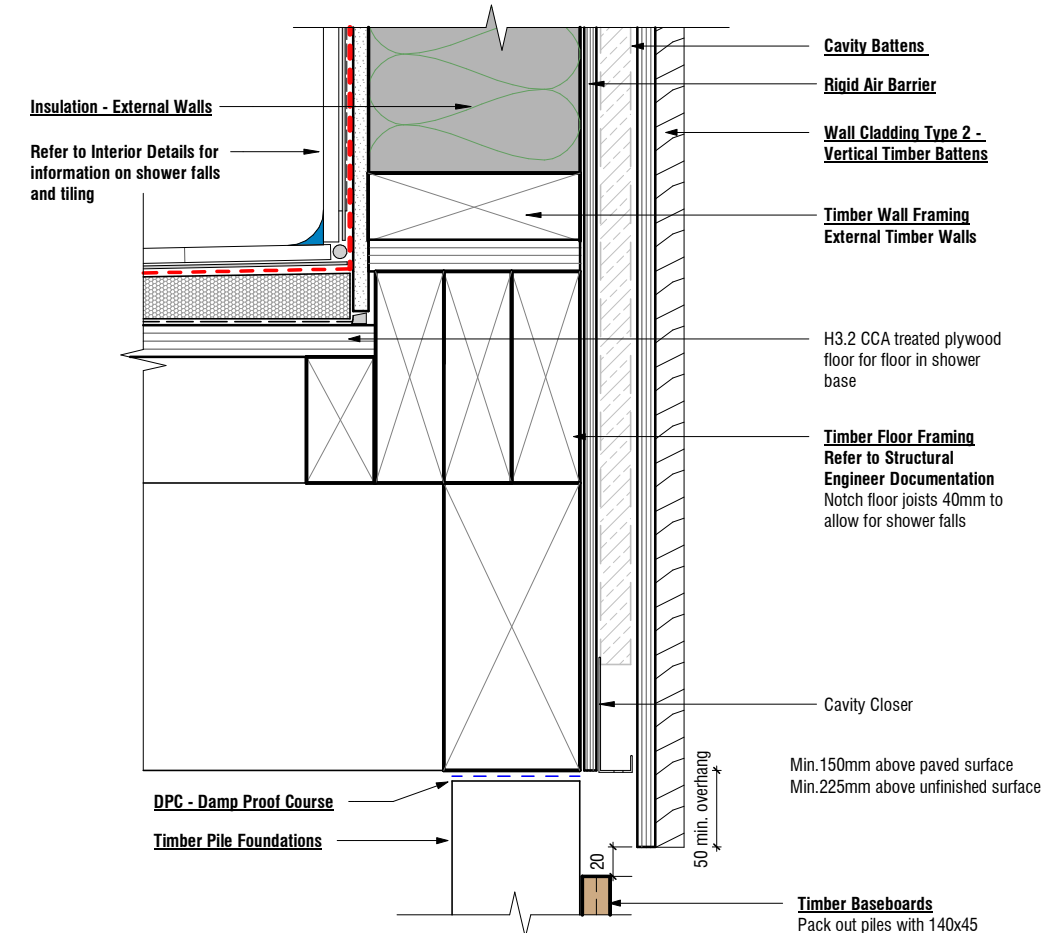 Insulation - External Walls
Refer to Interior Details for
information on shower falls
and tiling
Cavity Battens
Rigid Air Barrier
Wall Cladding Type 2 -
Vertical Timber Battens
Timber Wall Framing
External Timber Walls
H3.2 CCA treated plywood
floor for floor in shower
base
Timber Floor Framing
Refer to Structural
Engineer Documentation
Notch floor joists 40mm to
allow for shower falls
Cavity Closer
Min.150mm above paved surface
Min.225mm above unfinished surface
50 min. overhang
20
DPC - Damp Proof Course
Timber Pile Foundations
Timber Baseboards
Pack out piles with 140x45